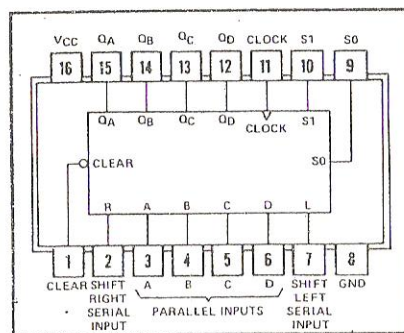 VCC QA QB QC QD CLOCK S1 S0
16 15 14 13 12 11 10 9
QA QB QC QD CLOCK S1
CLEAR S0
R A B C D L
1 2 3 4 5 6 7 8
CLEAR SHIFT RIGHT SERIAL INPUT A B C D SHIFT LEFT SERIAL INPUT GND
PARALLEL INPUTS